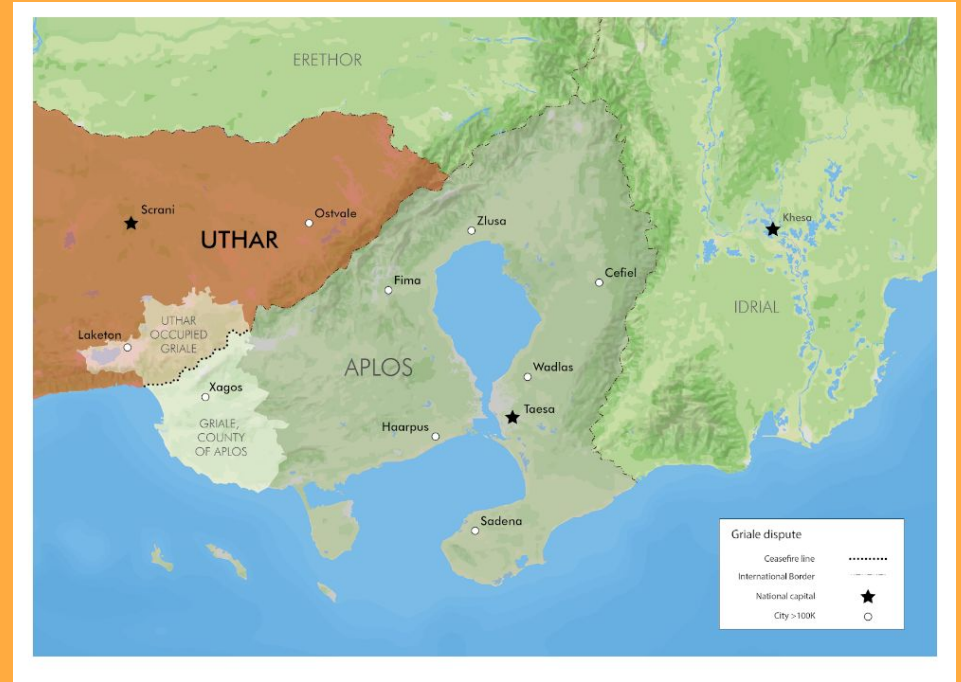 ERETHOR
Scrani
Ostvale
UTHAR
Zlusa
Khesa
Cefiel
Fima
IDRIAL
UTHAR
OCCUPIED
GRIALE
Laketon
APLOS
Wadlas
Xagos
Taesa
GRIALE,
COUNTY
OF APLOS
Haarpus
Sadena
Griale dispute
Ceasefire line
International Border
National capital
City >100K